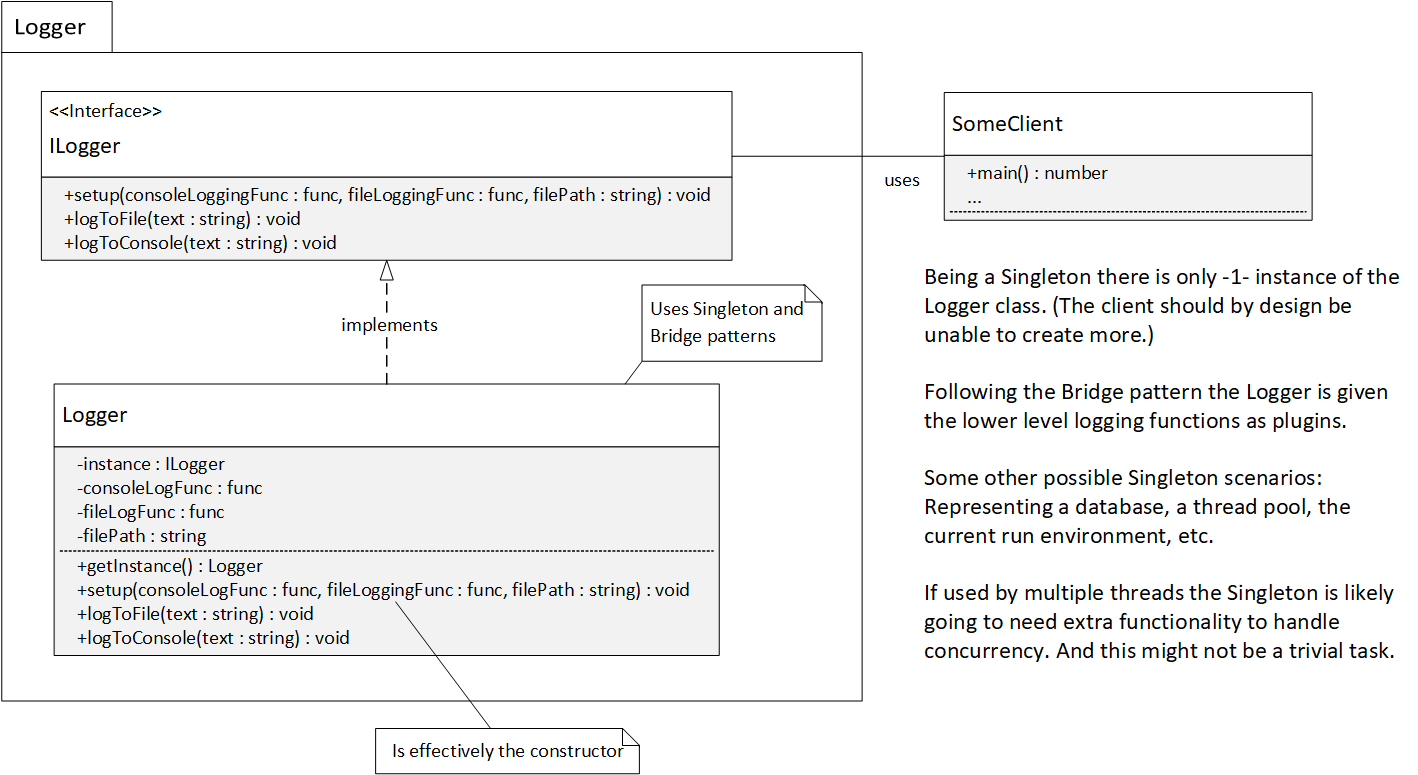 Logger
<<Interface>>
ILogger
+setup(consoleLoggingFunc : func, fileLoggingFunc : func, filePath : string) : void
+logToFile(text : string) : void
+logToConsole(text : string) : void
uses
SomeClient
+main() : number
...
implements
Uses Singleton and
Bridge patterns
Logger
-instance : ILogger
-consoleLogFunc : func
-fileLogFunc : func
-filePath : string
+getInstance() : Logger
+setup(consoleLogFunc : func, fileLoggingFunc : func, filePath : string) : void
+logToFile(text : string) : void
+logToConsole(text : string) : void
Is effectively the constructor
Being a Singleton there is only -1- instance of the
Logger class. (The client should by design be
unable to create more.)
Following the Bridge pattern the Logger is given
the lower level logging functions as plugins.
Some other possible Singleton scenarios:
Representing a database, a thread pool, the
current run environment, etc.
If used by multiple threads the Singleton is likely
going to need extra functionality to handle
concurrency. And this might not be a trivial task.